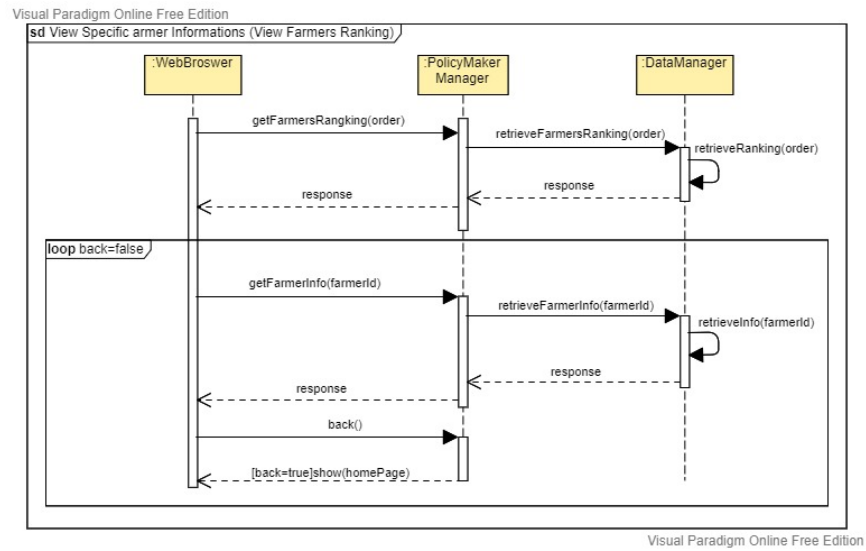 Visual Paradigm Online Free Edition
sd View Specific armer Informations (View Farmers Ranking)
:WebBroswer
:PolicyMaker
Manager
:DataManager
getFarmersRangking(order)
retrieveFarmersRanking(order)
retrieveRanking(order)
response
response
loop back=false
getFarmerInfo(farmerId)
retrieveFarmerInfo(farmerId)
retrieveInfo(farmerId)
response
response
back()
[back=true]show(homePage)
Visual Paradigm Online Free Edition